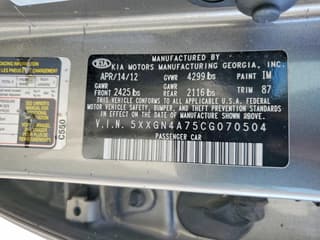 MANUFACTURED BY
KIA
KIA MOTORS MANUFACTURING GEORGIA, INC.
APR/14/12 GVWR 4299 lbs PAINT IM
GAWR FRONT 2425 lbs GAWR REAR 2116 lbs TRIM 87
THIS VEHICLE CONFORMS TO ALL APPLICABLE U.S.A. FEDERAL
MOTOR VEHICLE SAFETY, BUMPER, AND THEFT PREVENTION STANDARDS
IN EFFECT ON THE DATE OF MANUFACTURE SHOWN ABOVE.
V.I.N. 5XXGN4A75CG070504
PASSENGER CAR
C550